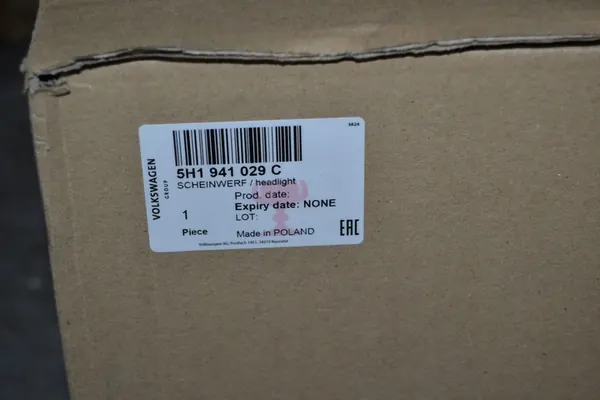 5H1 941 029 C
SCHEINWERF / headlight
Prod. date:
Expiry date: NONE
LOT:
1
Piece
Made in POLAND
VOLKSWAGEN
GROUP
EAC